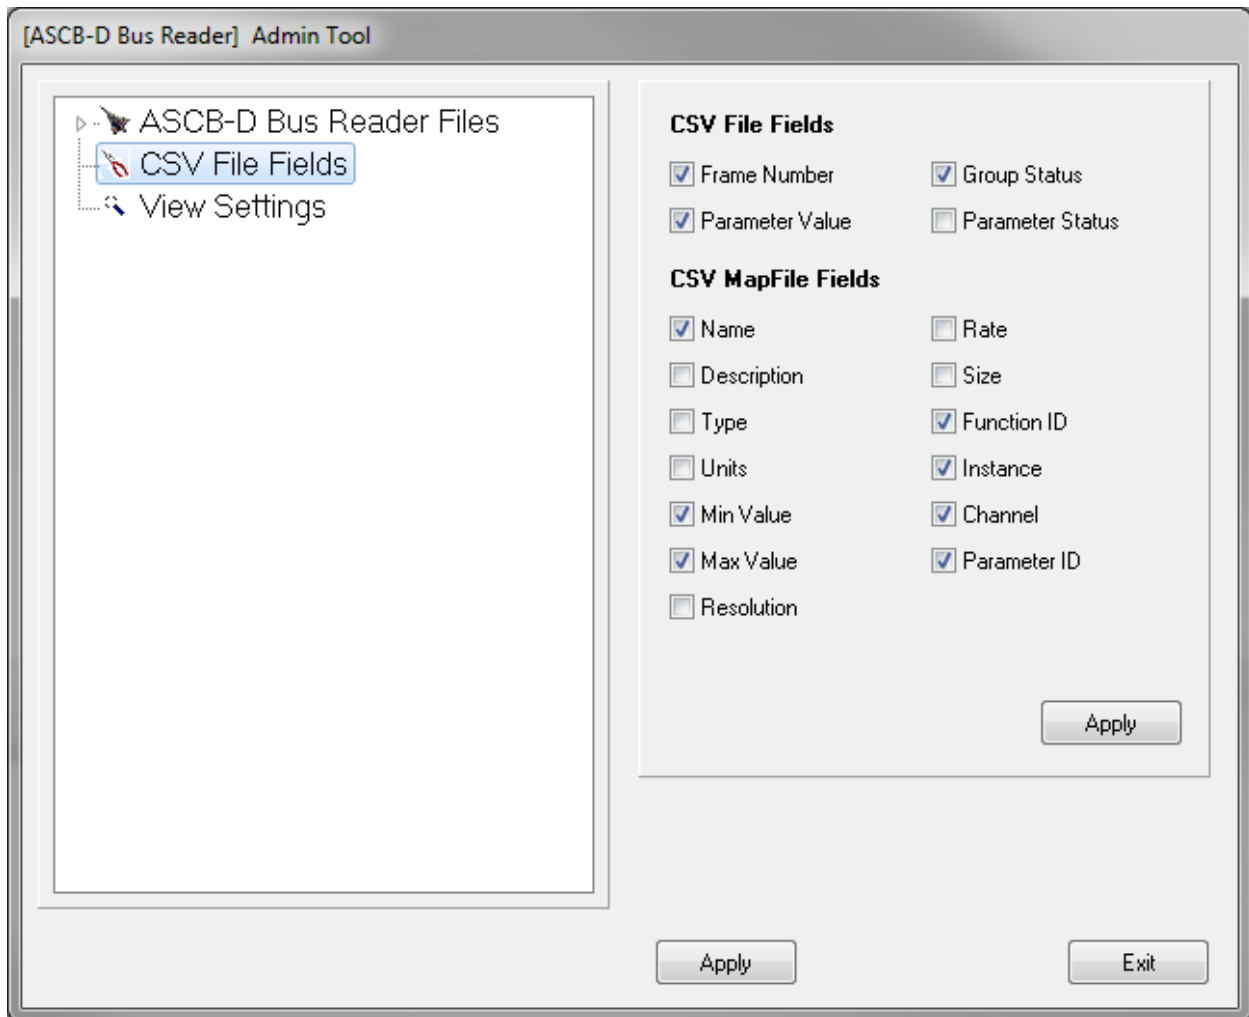 [ASCB-D Bus Reader]  Admin Tool
ASCB-D Bus Reader Files
CSV File Fields
View Settings
CSV File Fields
Frame Number
Group Status
Parameter Value
Parameter Status
CSV MapFile Fields
Name
Rate
Description
Size
Type
Function ID
Units
Instance
Min Value
Channel
Max Value
Parameter ID
Resolution
Apply
Apply
Exit